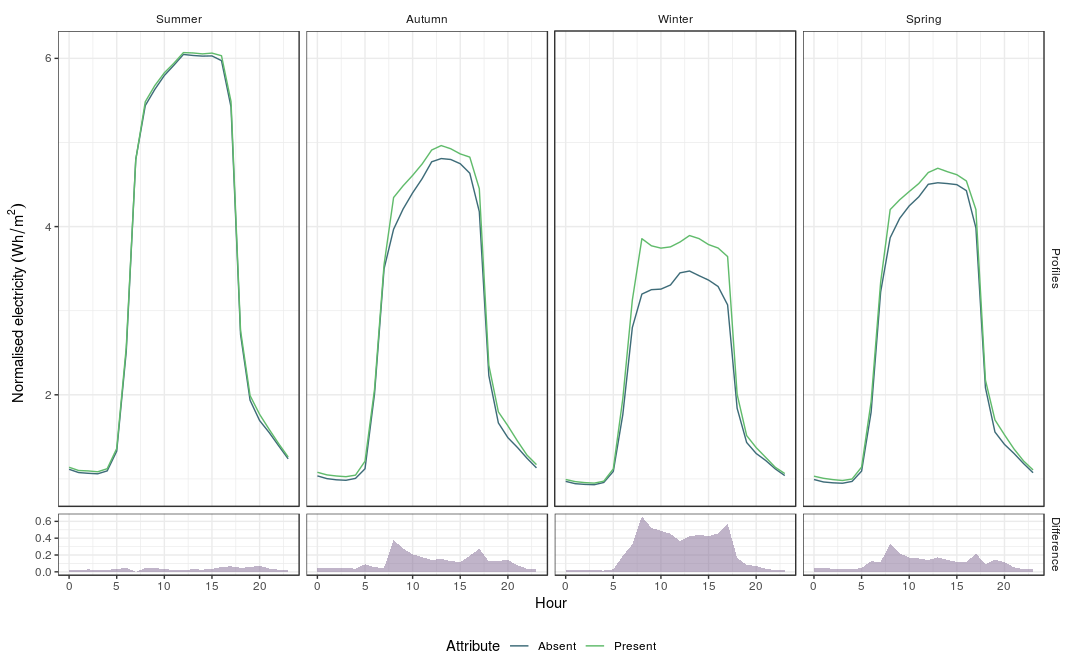 Summer Autumn Winter Spring
Normalised electricity (Wh/m²)
6
4
2
Profiles
0.6
0.4
0.2
0.0
Difference
0 5 10 15 20 0 5 10 15 20 0 5 10 15 20 0 5 10 15 20
Hour
Attribute Absent Present